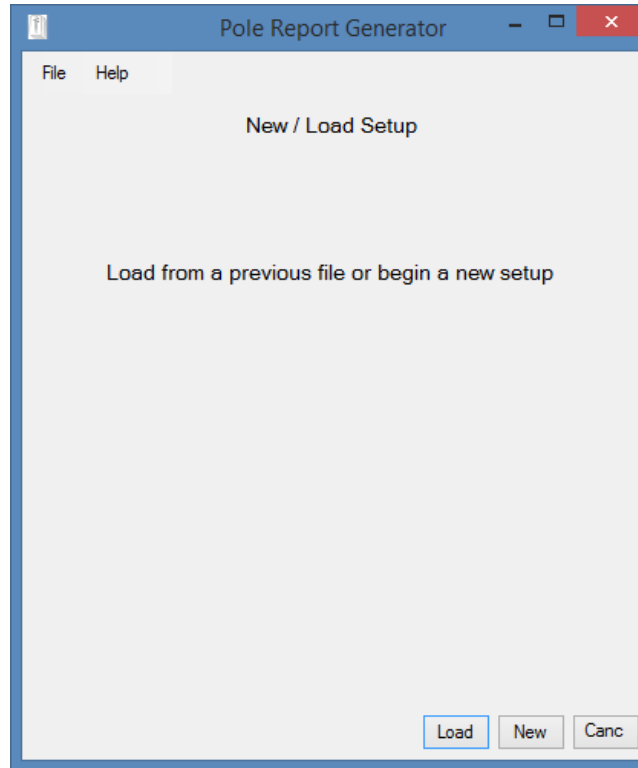 Pole Report Generator
File Help
New / Load Setup
Load from a previous file or begin a new setup
Load New Canc